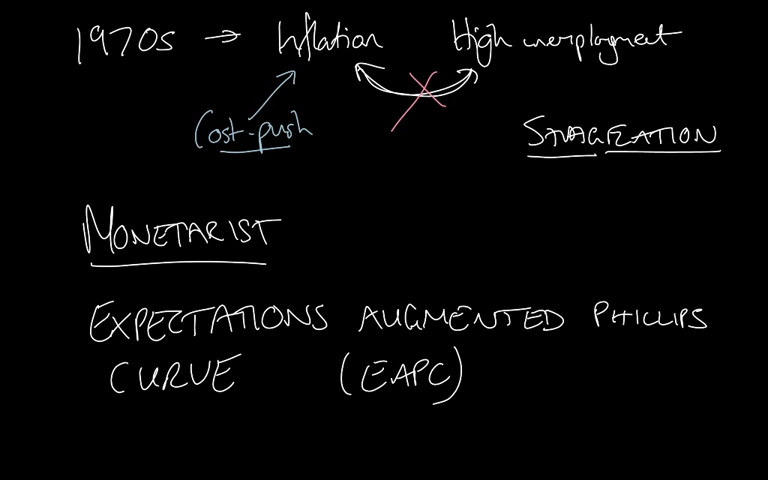 1970s → Inflation High unemployment
Cost-push
STAGFLATION
MONETARIST
EXPECTATIONS AUGMENTED PHILLIPS
CURVE (EAPC)